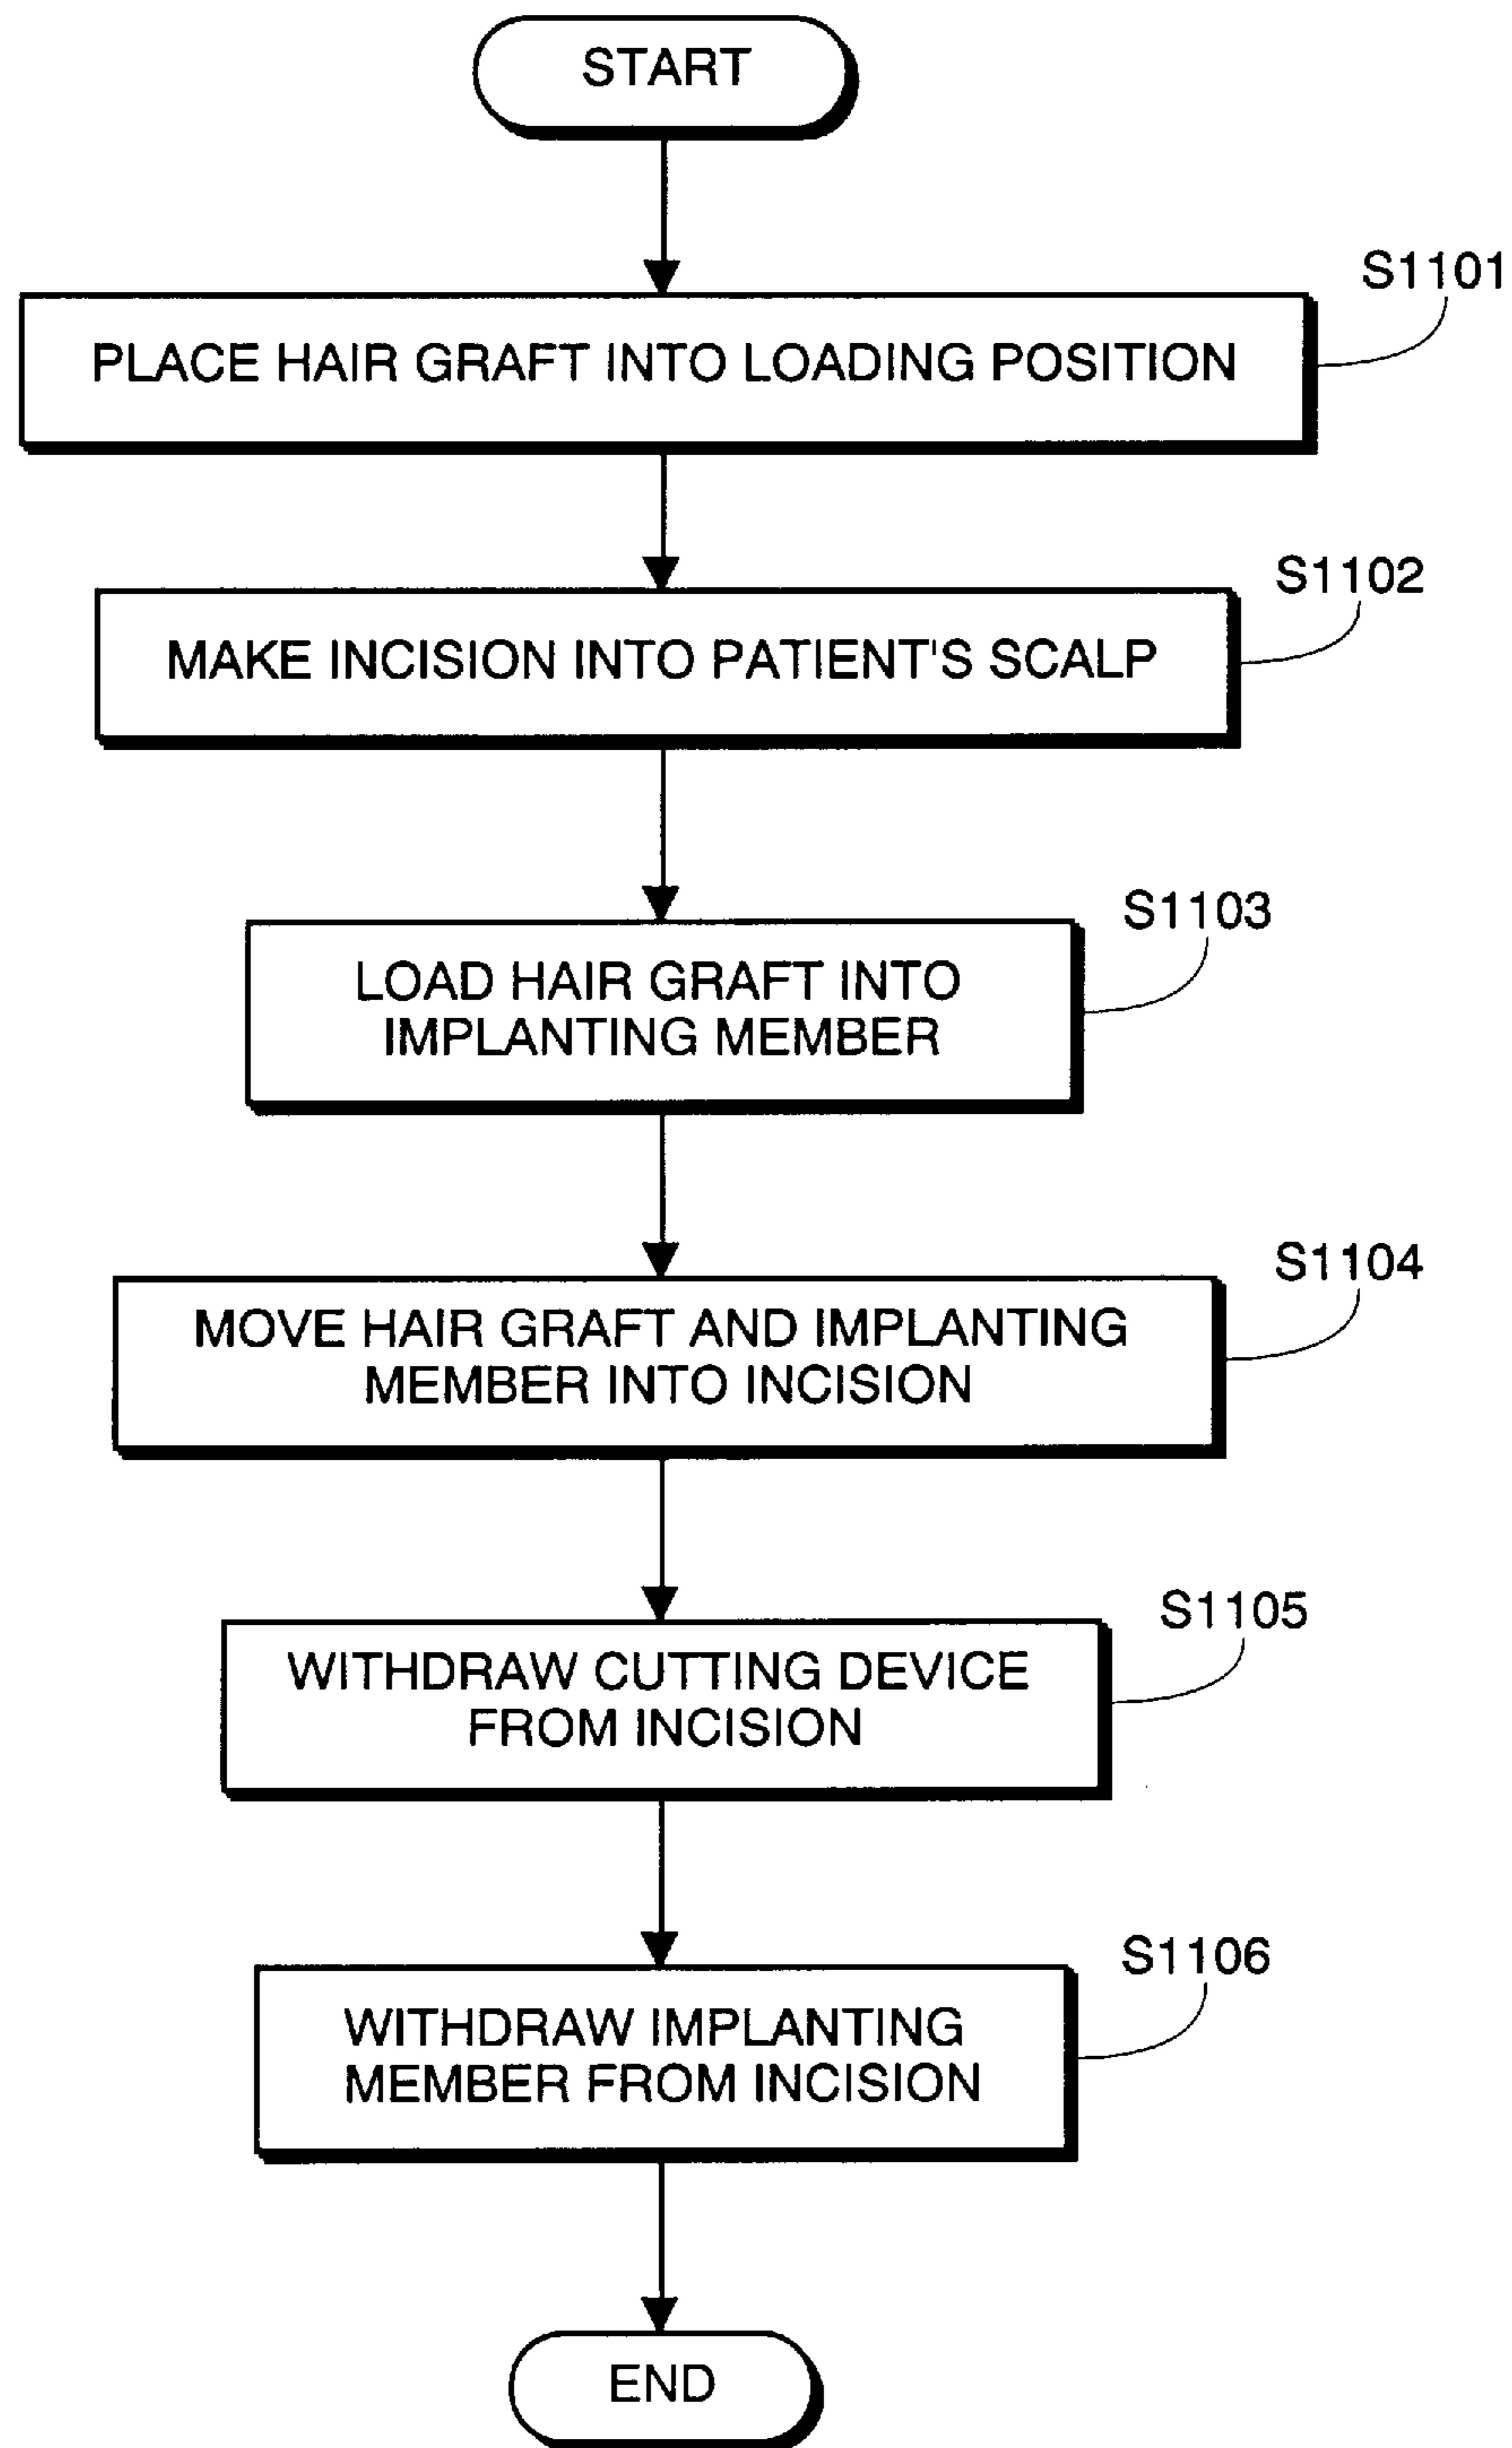 START
S1101
PLACE HAIR GRAFT INTO LOADING POSITION
S1102
MAKE INCISION INTO PATIENT'S SCALP
S1103
LOAD HAIR GRAFT INTO
IMPLANTING MEMBER
S1104
MOVE HAIR GRAFT AND IMPLANTING
MEMBER INTO INCISION
S1105
WITHDRAW CUTTING DEVICE
FROM INCISION
S1106
WITHDRAW IMPLANTING
MEMBER FROM INCISION
END